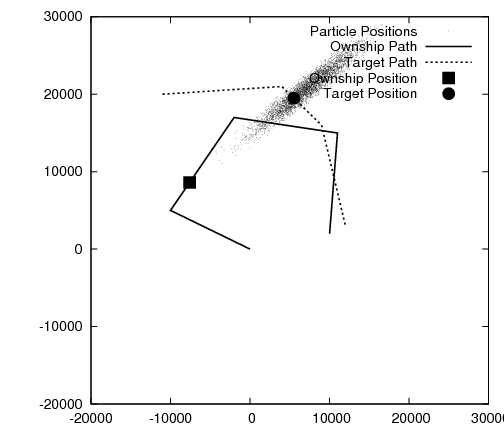 30000
Particle Positions
Ownship Path
Target Path
Ownship Position
20000
Target Position
10000
0
-10000
-20000
-20000 -10000 0 10000 20000 3000